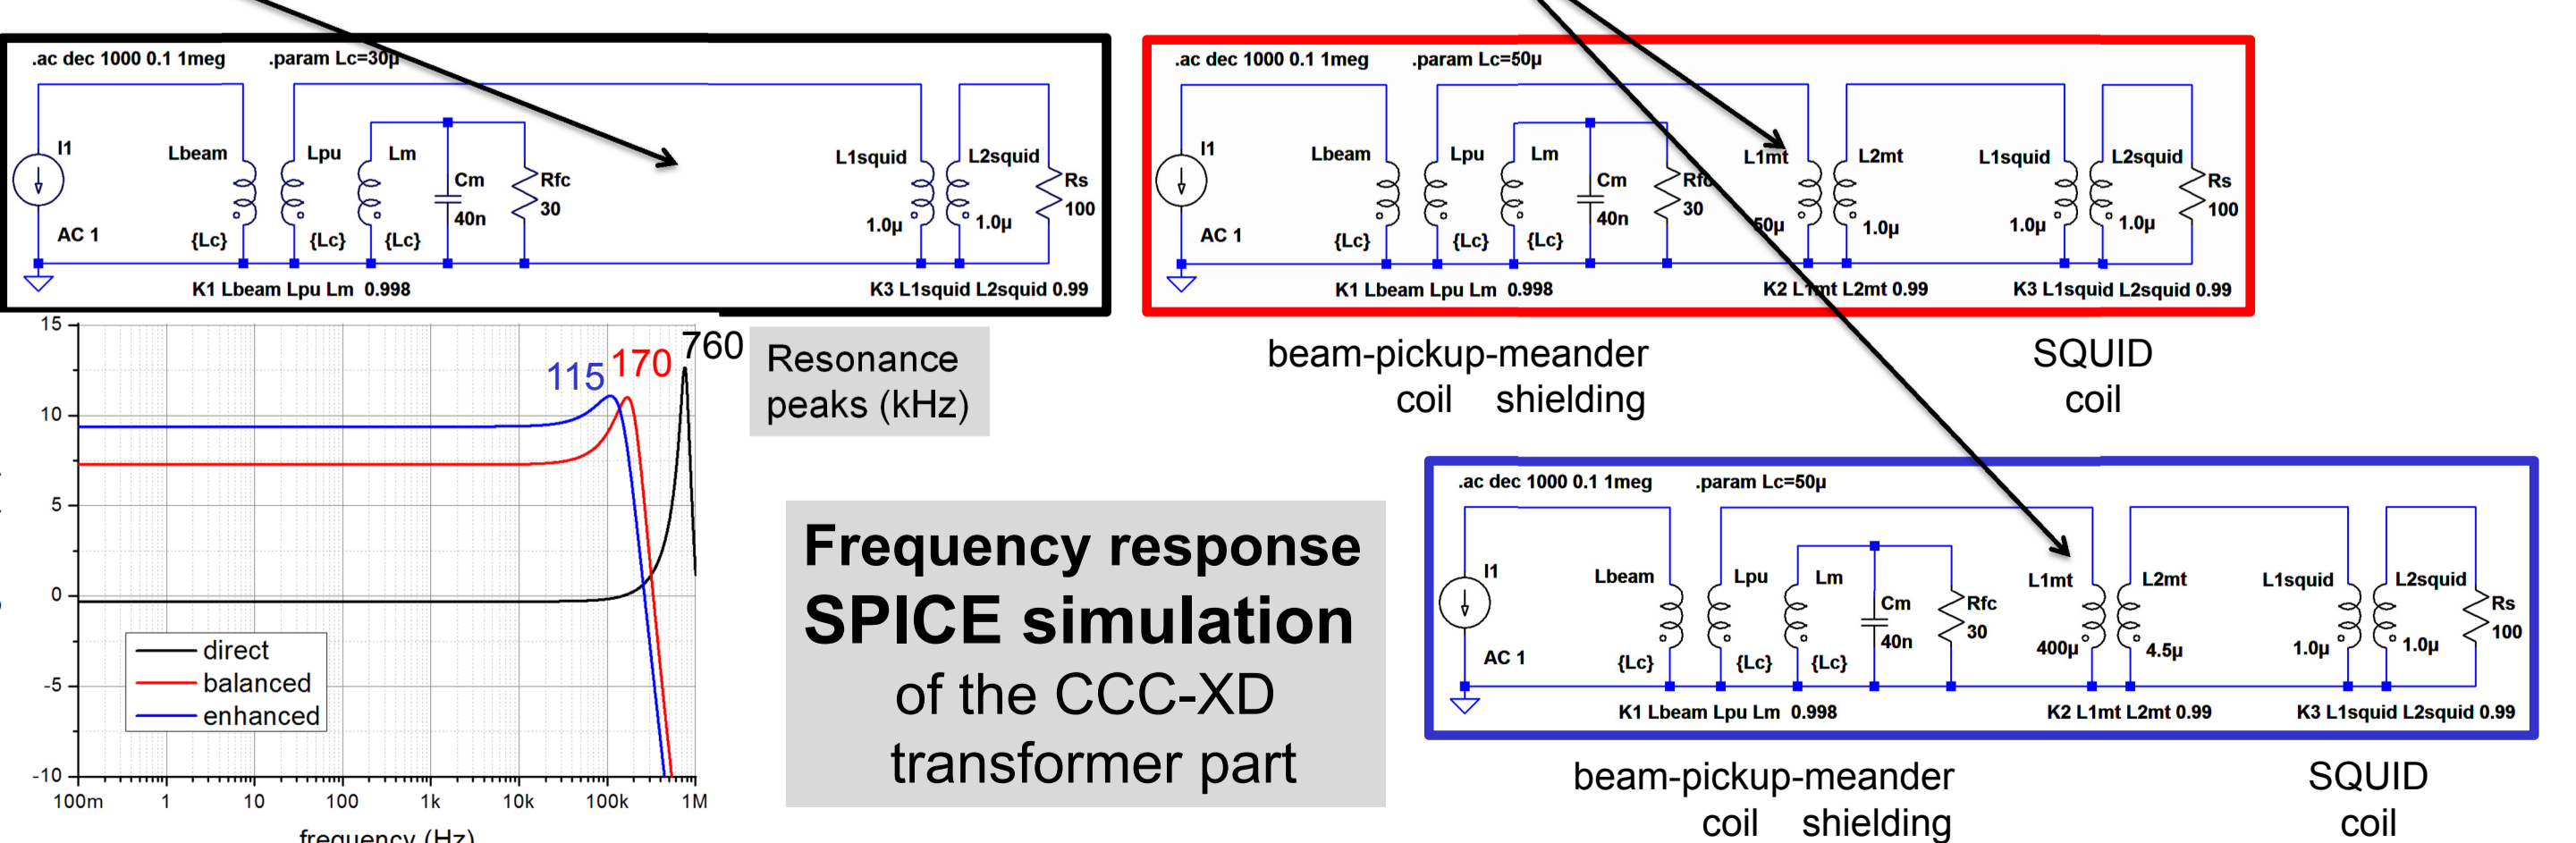 .ac dec 1000 0.1 1meg
.param Lc=30µ
I1
Lbeam
Lpu
Lm
Cm
40n
Rfc
30
L1squid
L2squid
Rs
100
1.0µ
1.0µ
AC 1
{Lc}
{Lc}
{Lc}
K1 Lbeam Lpu Lm 0.998
K3 L1squid L2squid 0.99
.ac dec 1000 0.1 1meg
.param Lc=50µ
I1
Lbeam
Lpu
Lm
Cm
40n
Rfc
30
L1mt
L2mt
L1squid
L2squid
Rs
100
50µ
1.0µ
1.0µ
1.0µ
AC 1
{Lc}
{Lc}
{Lc}
K1 Lbeam Lpu Lm 0.998
K2 L1mt L2mt 0.99
K3 L1squid L2squid 0.99
beam-pickup-meander
coil shielding
SQUID
coil
15
10
5
0
-5
-10
115
170
760
direct
balanced
enhanced
100m
1
10
100
1k
10k
100k
1M
frequency (Hz)
Resonance
peaks (kHz)
Frequency response
SPICE simulation
of the CCC-XD
transformer part
.ac dec 1000 0.1 1meg
.param Lc=50µ
I1
Lbeam
Lpu
Lm
Cm
40n
Rfc
30
L1mt
L2mt
L1squid
L2squid
Rs
100
400µ
4.5µ
1.0µ
1.0µ
AC 1
{Lc}
{Lc}
{Lc}
K1 Lbeam Lpu Lm 0.998
K2 L1mt L2mt 0.99
K3 L1squid L2squid 0.99
beam-pickup-meander
coil shielding
SQUID
coil